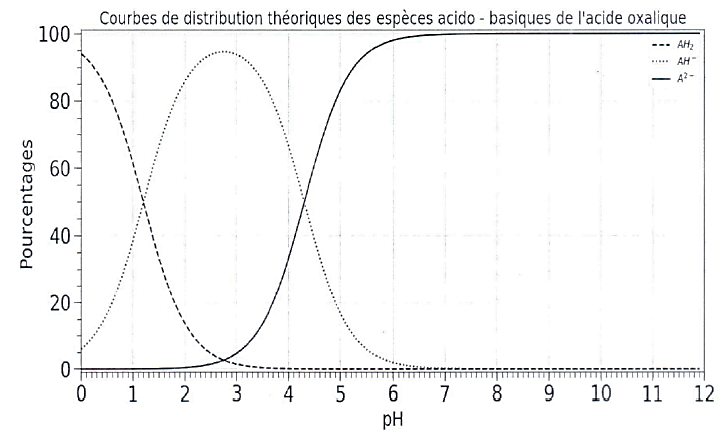 Courbes de distribution théoriques des espèces acido - basiques de l'acide oxalique
AH₂
AH⁻
A²⁻
Pourcentages
100
80
60
40
20
0
0 1 2 3 4 5 6 7 8 9 10 11 12
pH